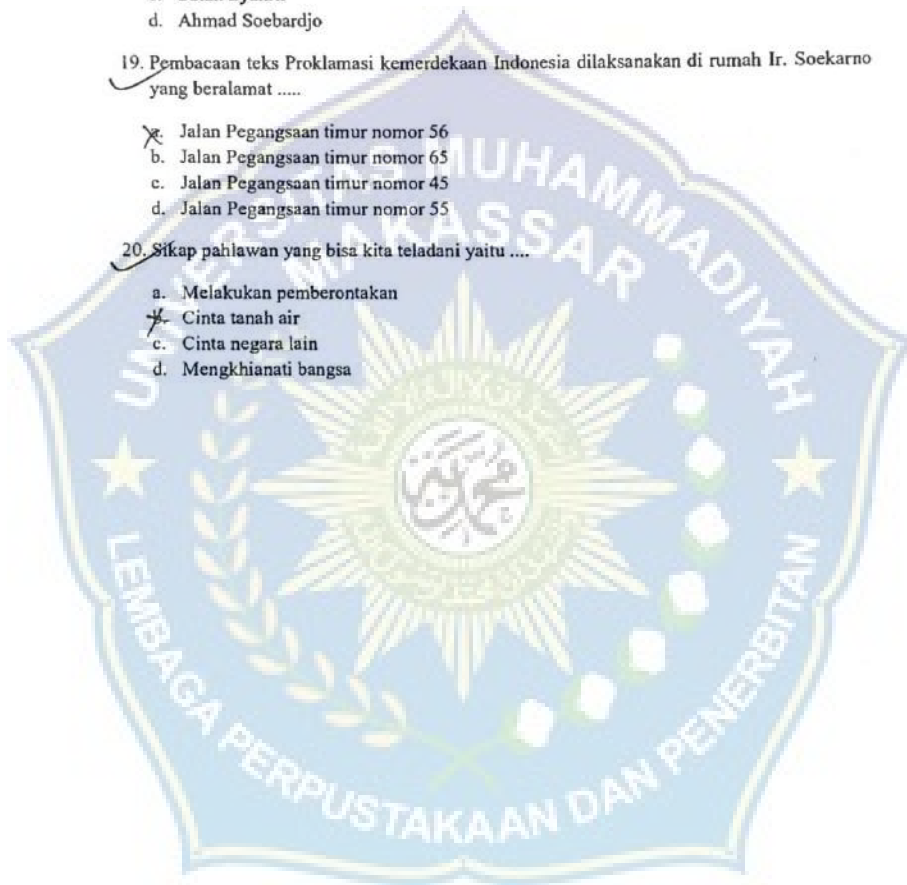 d. Ahmad Soebardjo
19. Pembacaan teks Proklamasi kemerdekaan Indonesia dilaksanakan di rumah Ir. Soekarno
yang beralamat .....
a. Jalan Pegangsaan timur nomor 56
b. Jalan Pegangsaan timur nomor 65
c. Jalan Pegangsaan timur nomor 45
d. Jalan Pegangsaan timur nomor 55
20. Sikap pahlawan yang bisa kita teladani yaitu ....
a. Melakukan pemberontakan
b. Cinta tanah air
c. Cinta negara lain
d. Mengkhianati bangsa
UNIVERSITAS MUHAMMADIYAH
MAKASSAR
LEMBAGA PERPUSTAKAAN DAN PENERBITAN